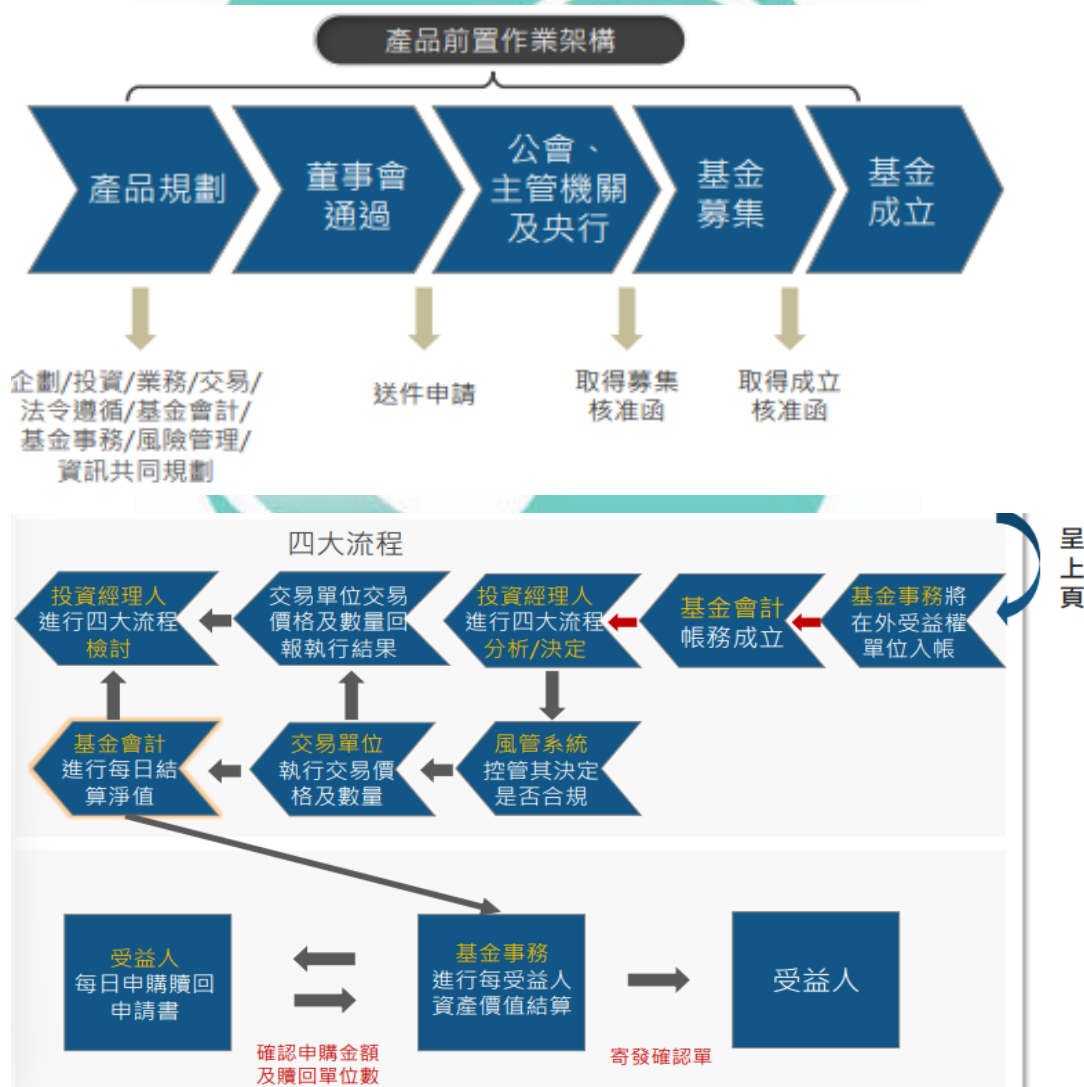 產品前置作業架構
產品規劃
董事會
通過
公會、
主管機關
及央行
基金
募集
基金
成立
企劃/投資/業務/交易/
法令遵循/基金會計/
基金事務/風險管理/
資訊共同規劃
送件申請
取得募集
核准函
取得成立
核准函
四大流程
呈上頁
投資經理人
進行四大流程
檢討
交易單位交易
價格及數量回
報執行結果
投資經理人
進行四大流程
分析/決定
基金會計
帳務成立
基金事務將
在外受益權
單位入帳
基金會計
進行每日結
算淨值
交易單位
執行交易價
格及數量
風管系統
控管其決定
是否合規
受益人
每日申購贖回
申請書
確認申購金額
及贖回單位數
基金事務
進行每受益人
資產價值結算
寄發確認單
受益人